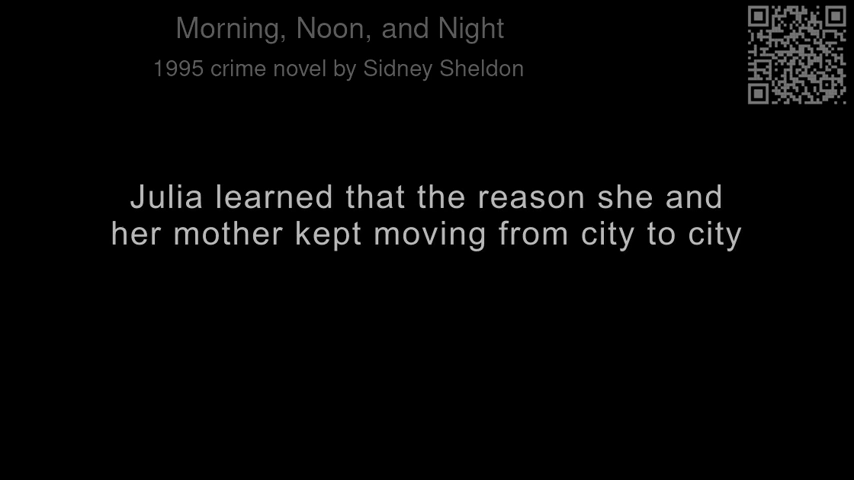 Morning, Noon, and Night
1995 crime novel by Sidney Sheldon
Julia learned that the reason she and
her mother kept moving from city to city